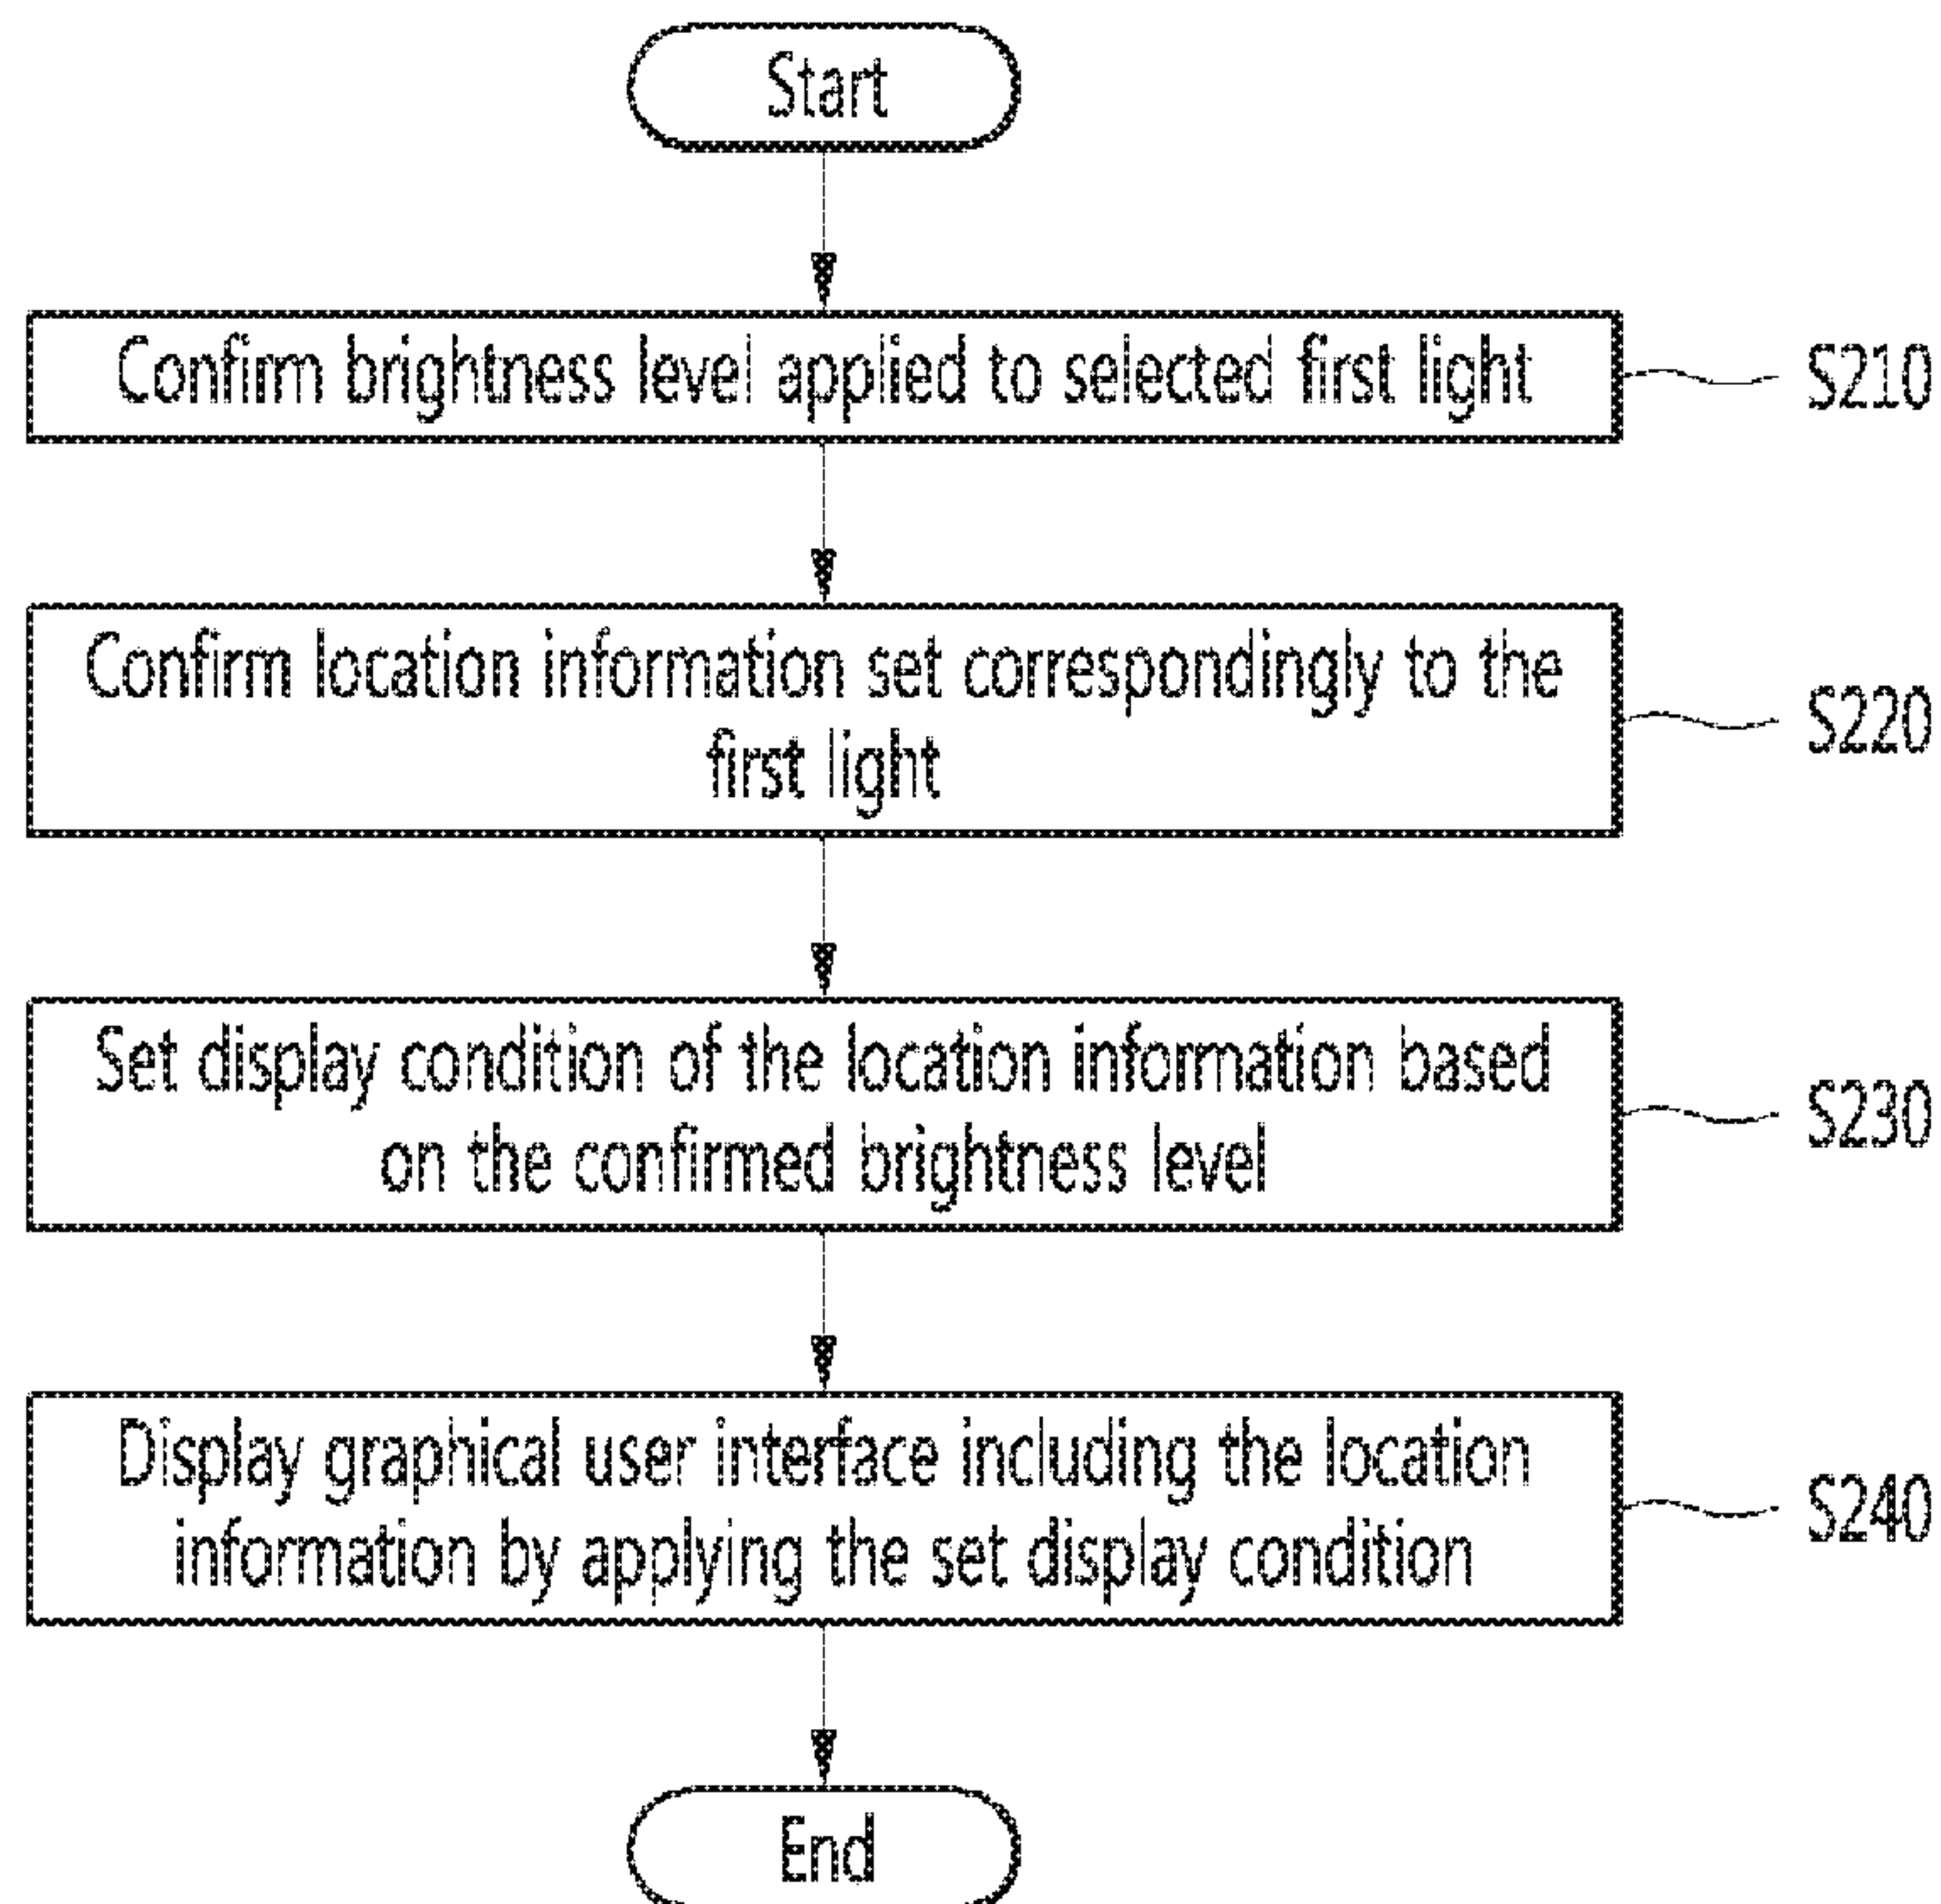 Start
Confirm brightness level applied to selected first light
S210
Confirm location information set correspondingly to the
first light
S220
Set display condition of the location information based
on the confirmed brightness level
S230
Display graphical user interface including the location
information by applying the set display condition
S240
End